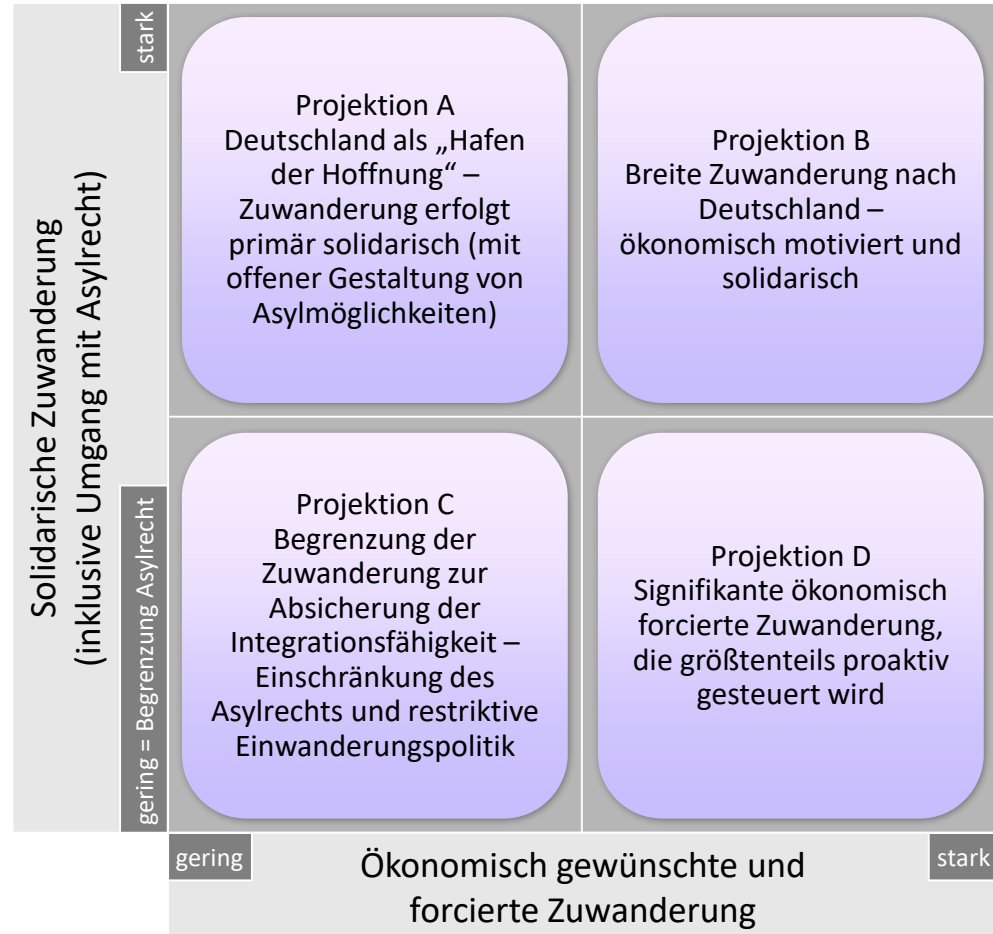 Solidarische Zuwanderung
(inklusive Umgang mit Asylrecht)
stark
gering = Begrenzung Asylrecht
Projektion A
Deutschland als „Hafen
der Hoffnung“ –
Zuwanderung erfolgt
primär solidarisch (mit
offener Gestaltung von
Asylmöglichkeiten)
Projektion B
Breite Zuwanderung nach
Deutschland –
ökonomisch motiviert und
solidarisch
Projektion C
Begrenzung der
Zuwanderung zur
Absicherung der
Integrationsfähigkeit –
Einschränkung des
Asylrechts und restriktive
Einwanderungspolitik
Projektion D
Signifikante ökonomisch
forcierte Zuwanderung,
die größtenteils proaktiv
gesteuert wird
gering
Ökonomisch gewünschte und
forcierte Zuwanderung
stark